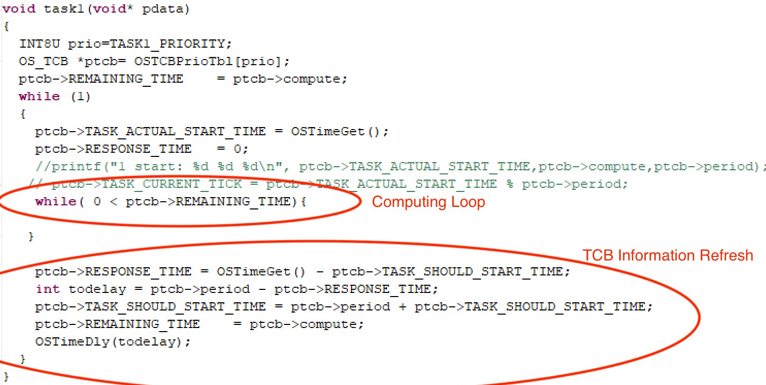 void task1(void* pdata)
{
INT8U prio=TASK1_PRIORITY;
OS_TCB *ptcb= OSTCBPrioTbl[prio];
ptcb->REMAINING_TIME    = ptcb->compute;
while (1)
{
ptcb->TASK_ACTUAL_START_TIME = OSTimeGet();
ptcb->RESPONSE_TIME   = 0;
//printf("1 start: %d %d %d\n", ptcb->TASK_ACTUAL_START_TIME,ptcb->compute,ptcb->period);
// ptcb->TASK_CURRENT_TICK = ptcb->TASK_ACTUAL_START_TIME % ptcb->period;
while( 0 < ptcb->REMAINING_TIME){
Computing Loop
}
TCB Information Refresh
ptcb->RESPONSE_TIME = OSTimeGet() - ptcb->TASK_SHOULD_START_TIME;
int todelay = ptcb->period - ptcb->RESPONSE_TIME;
ptcb->TASK_SHOULD_START_TIME = ptcb->period + ptcb->TASK_SHOULD_START_TIME;
ptcb->REMAINING_TIME    = ptcb->compute;
OSTimeDly(todelay);
}
}